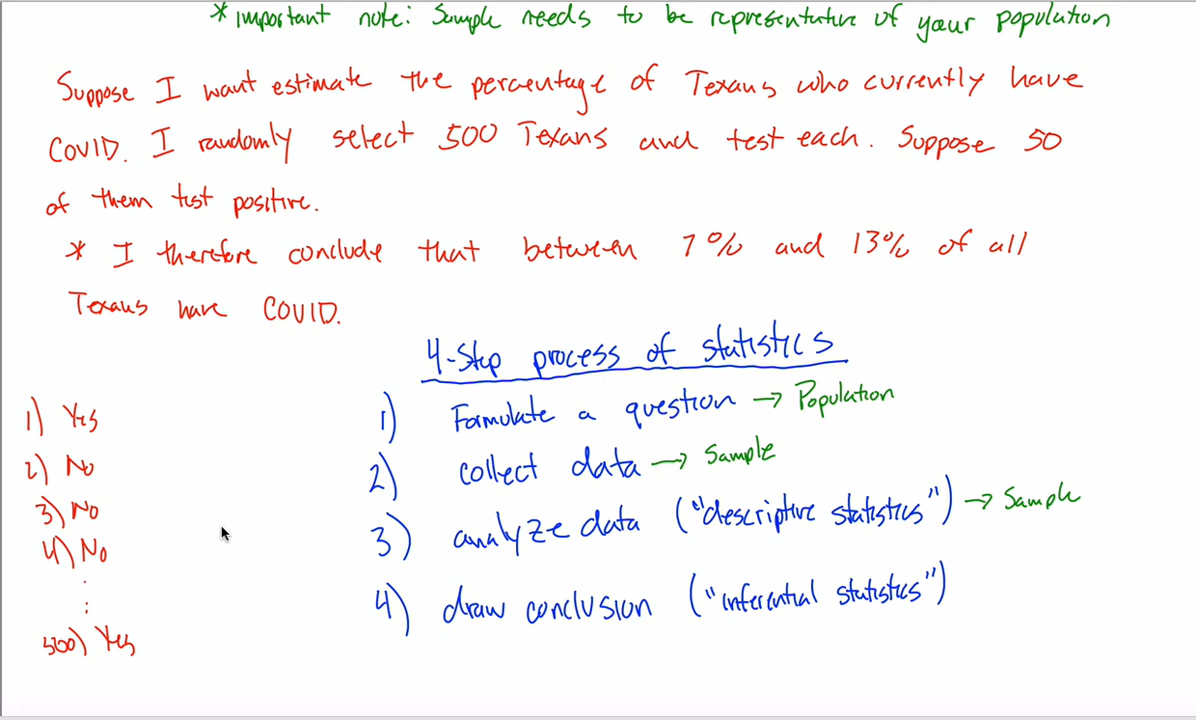 * important note: Sample needs to be representative of your population
Suppose I want estimate the percentage of Texans who currently have
COVID. I randomly select 500 Texans and test each. Suppose 50
of them test positive.
* I therefore conclude that between 7% and 13% of all
Texans have COVID.
4-Step process of statistics
1) Formulate a question → Population
2) collect data → Sample
3) analyze data ("descriptive statistics") → Sample
4) draw conclusion ("inferential statistics")
1) Yes
2) No
3) No
4) No
:
500) Yes